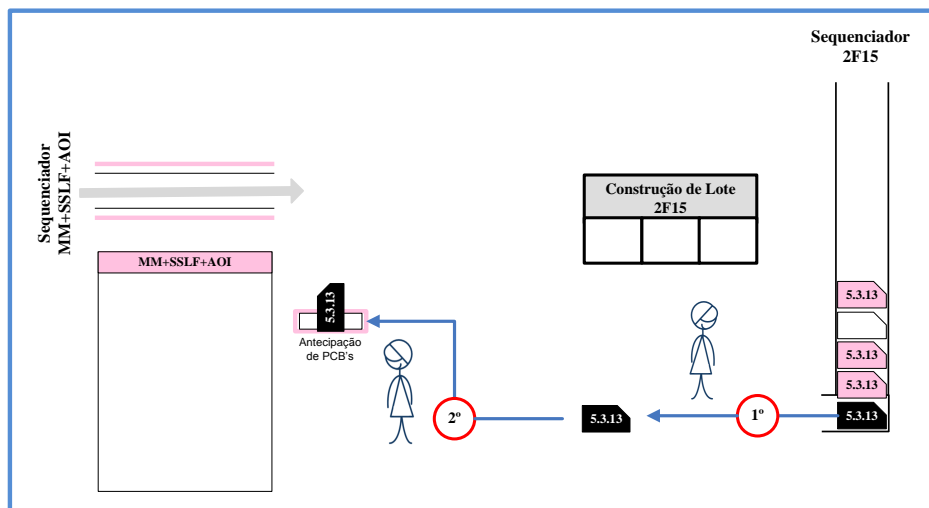 Sequenciador
2F15
Sequenciador
MM+SSLF+AOI
Construção de Lote
2F15
MM+SSLF+AOI
5.3.13
5.3.13
Antecipação
de PCB's
5.3.13
5.3.13
2º
5.3.13
1º
5.3.13